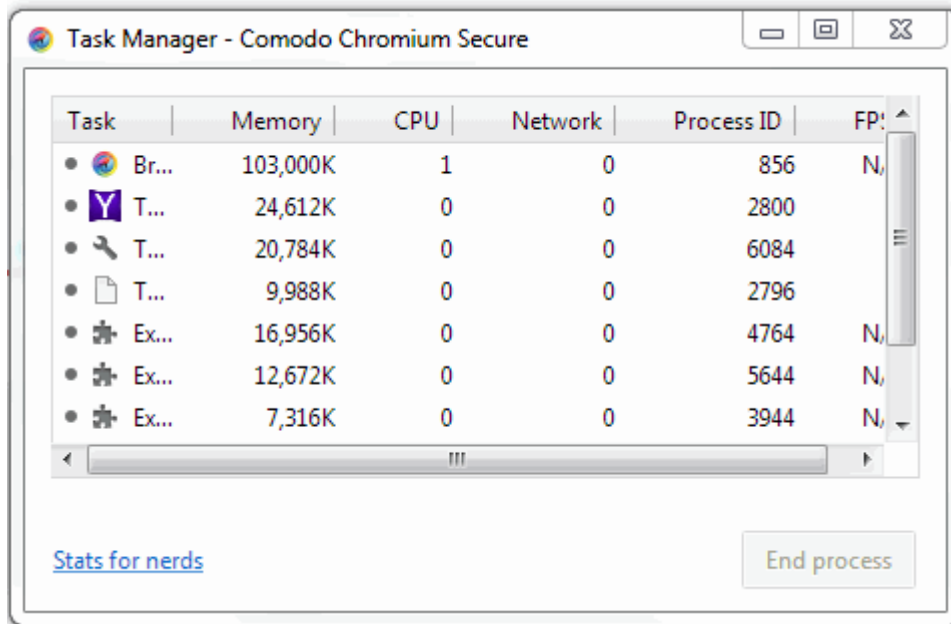 Task Manager - Comodo Chromium Secure
Task Memory CPU Network Process ID FPS
Br... 103,000K 1 0 856 N/
Y T... 24,612K 0 0 2800
T... 20,784K 0 0 6084
T... 9,988K 0 0 2796
Ex... 16,956K 0 0 4764 N/
Ex... 12,672K 0 0 5644 N/
Ex... 7,316K 0 0 3944 N/
Stats for nerds End process